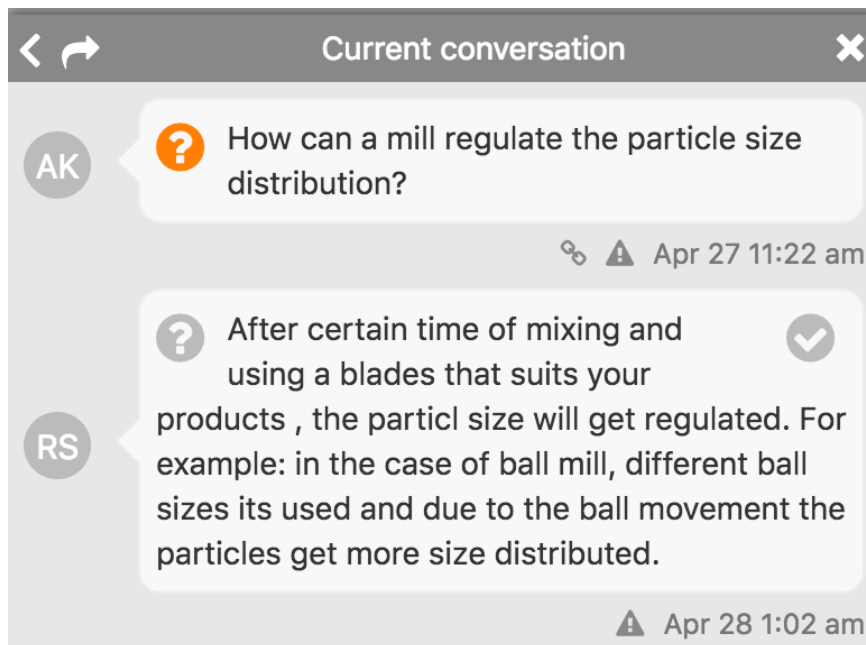 Current conversation
AK
How can a mill regulate the particle size
distribution?
Apr 27 11:22 am
After certain time of mixing and
using a blades that suits your
products , the particl size will get regulated. For
example: in the case of ball mill, different ball
sizes its used and due to the ball movement the
particles get more size distributed.
RS
Apr 28 1:02 am